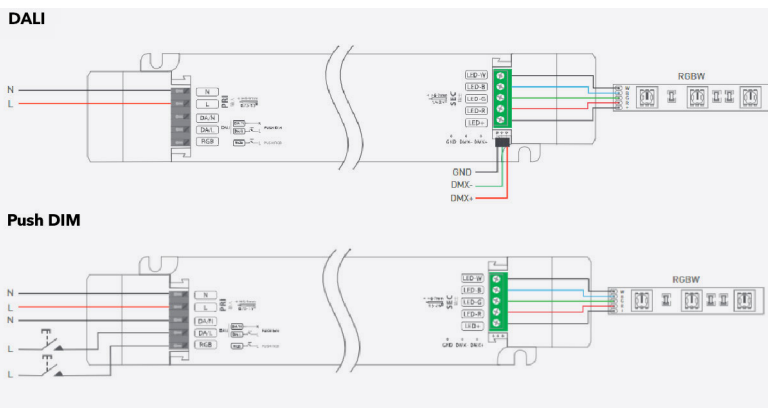 DALI
N
L
N
L
DA/N
DA/L
RGB
PRI
LED-W
LED-B
LED-G
LED-R
LED+
SEC
GND DMX- DMX+
GND
DMX-
DMX+
RGBW
W
B
G
R
Push DIM
N
L
N
L
L
N
L
DA/N
DA/L
RGB
PRI
LED-W
LED-B
LED-G
LED-R
LED+
SEC
GND DMX- DMX+
RGBW